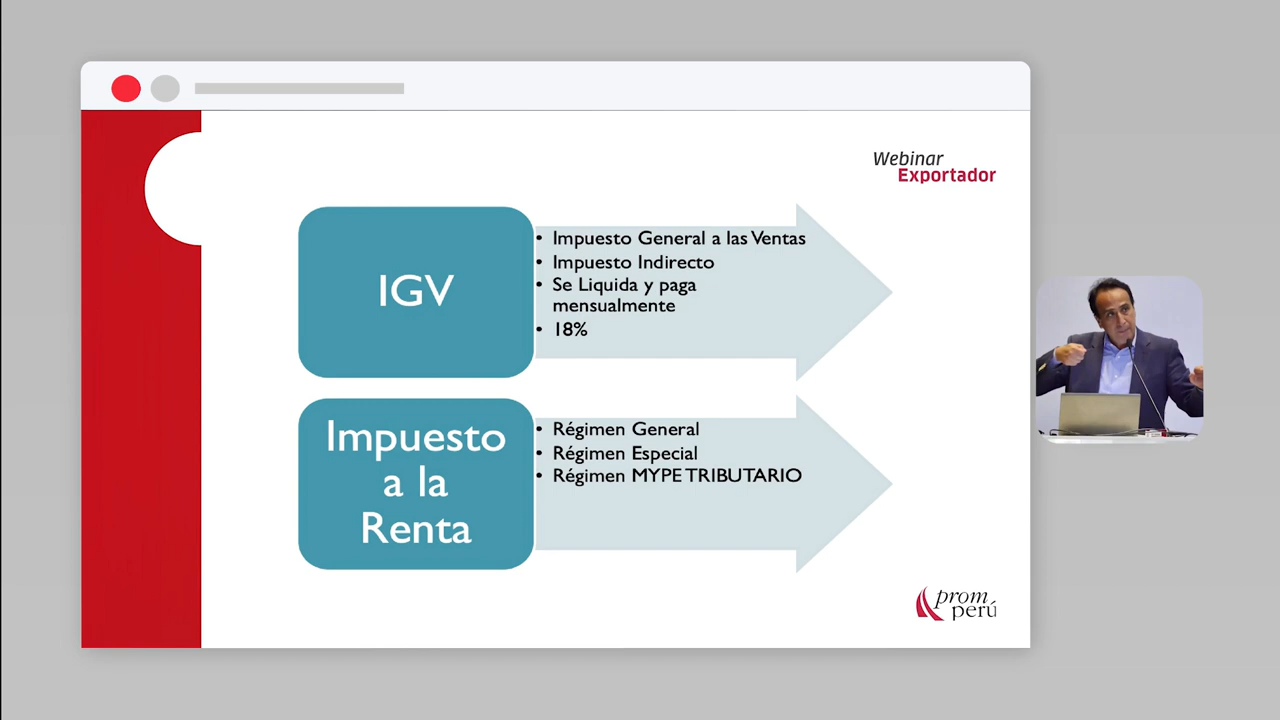 Webinar
Exportador
IGV
• Impuesto General a las Ventas
• Impuesto Indirecto
• Se Liquida y paga
mensualmente
• 18%
Impuesto
a la
Renta
• Régimen General
• Régimen Especial
• Régimen MYPE TRIBUTARIO
prom
perú